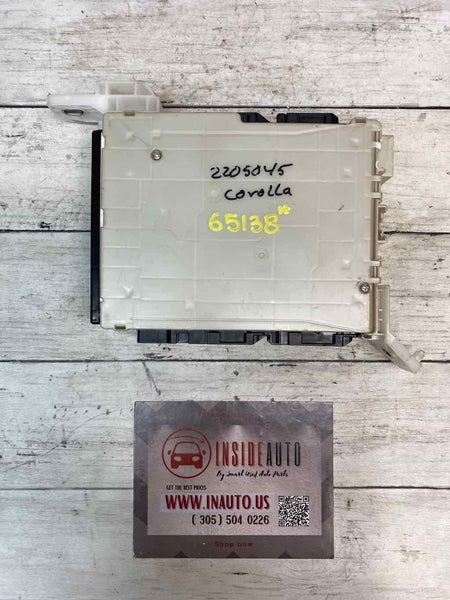 2205045
Corolla
65138
INSIDEAUTO
By Smart Used Auto Parts
GET THE BEST PRICES
WWW.INAUTO.US
( 305 ) 504 0226
Shop now